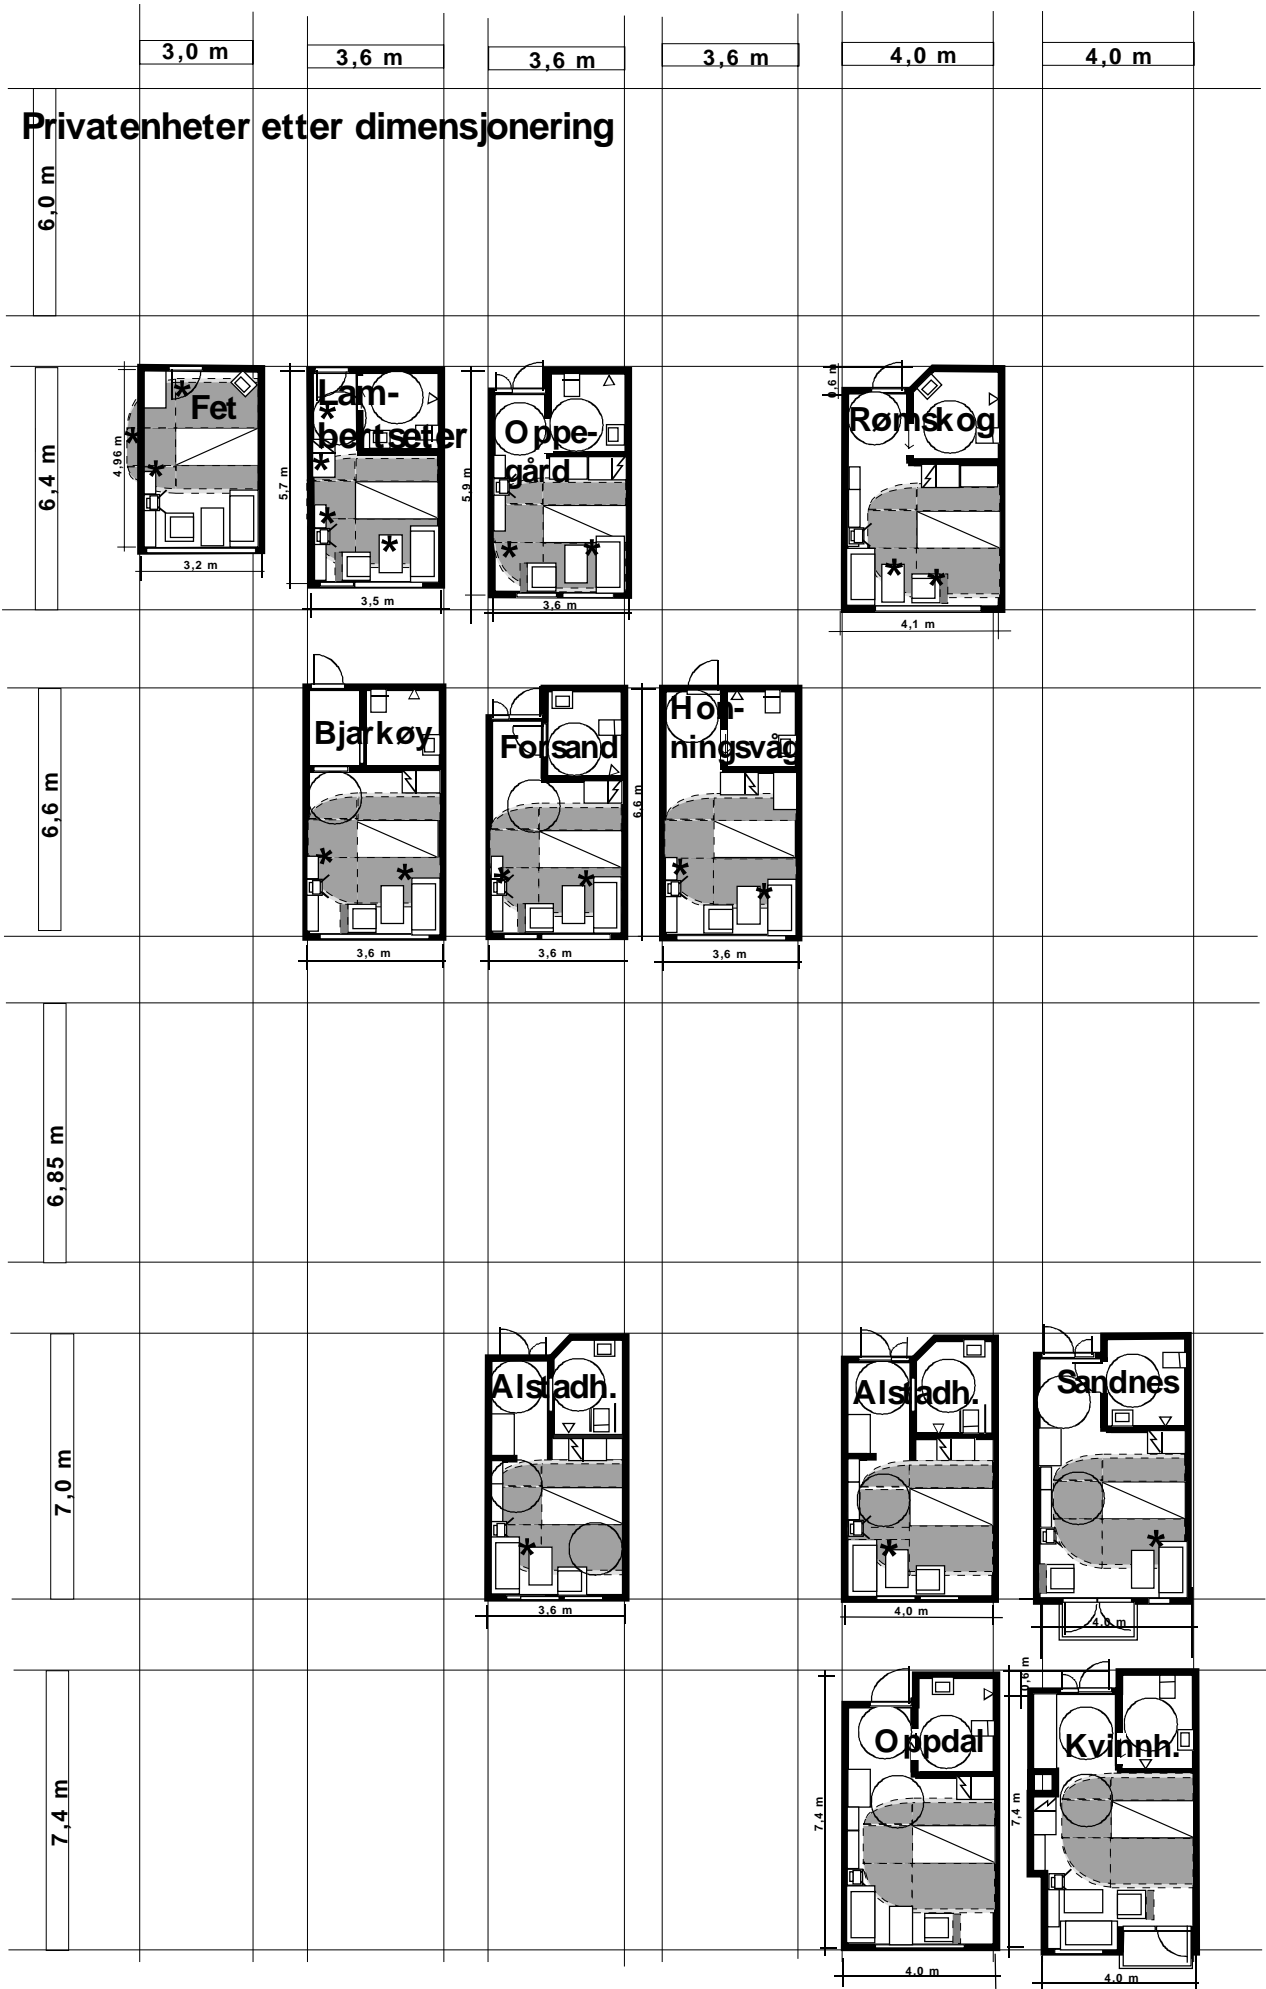 3,0 m
3,6 m
3,6 m
3,6 m
4,0 m
4,0 m
Privatenheter etter dimensjonering
6,0 m
6,4 m
4,96 m
Fet
3,2 m
5,7 m
Lam-
bertseter
3,5 m
5,9 m
Oppe-
gård
3,6 m
0,6 m
Rømskog
4,1 m
6,6 m
Bjarkøy
3,6 m
Forsand
3,6 m
6,6 m
Hon-
ningsvåg
3,6 m
6,85 m
7,0 m
Alstadh.
3,6 m
Alstadh.
4,0 m
Sandnes
4,0 m
7,4 m
7,4 m
Oppdal
4,0 m
0,6 m
7,4 m
Kvinnh.
4,0 m